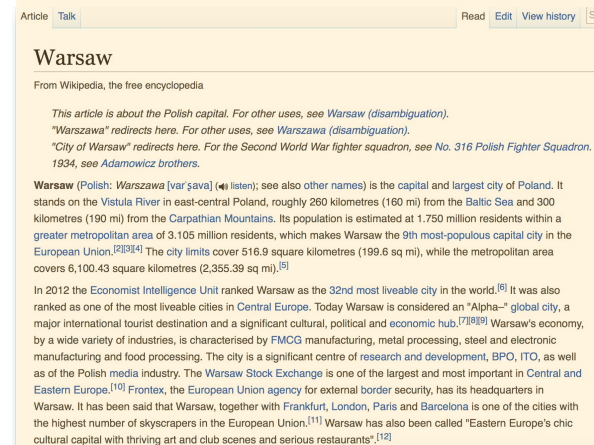 Article Talk Read Edit View history S
Warsaw
From Wikipedia, the free encyclopedia
This article is about the Polish capital. For other uses, see Warsaw (disambiguation).
"Warszawa" redirects here. For other uses, see Warszawa (disambiguation).
"City of Warsaw" redirects here. For the Second World War fighter squadron, see No. 316 Polish Fighter Squadron.
1934, see Adamowicz brothers.
Warsaw (Polish: Warszawa [varˈʂava] (listen); see also other names) is the capital and largest city of Poland. It
stands on the Vistula River in east-central Poland, roughly 260 kilometres (160 mi) from the Baltic Sea and 300
kilometres (190 mi) from the Carpathian Mountains. Its population is estimated at 1.750 million residents within a
greater metropolitan area of 3.105 million residents, which makes Warsaw the 9th most-populous capital city in the
European Union.[2][3][4] The city limits cover 516.9 square kilometres (199.6 sq mi), while the metropolitan area
covers 6,100.43 square kilometres (2,355.39 sq mi).[5]
In 2012 the Economist Intelligence Unit ranked Warsaw as the 32nd most liveable city in the world.[6] It was also
ranked as one of the most liveable cities in Central Europe. Today Warsaw is considered an "Alpha–" global city, a
major international tourist destination and a significant cultural, political and economic hub.[7][8][9] Warsaw's economy,
by a wide variety of industries, is characterised by FMCG manufacturing, metal processing, steel and electronic
manufacturing and food processing. The city is a significant centre of research and development, BPO, ITO, as well
as of the Polish media industry. The Warsaw Stock Exchange is one of the largest and most important in Central and
Eastern Europe.[10] Frontex, the European Union agency for external border security, has its headquarters in
Warsaw. It has been said that Warsaw, together with Frankfurt, London, Paris and Barcelona is one of the cities with
the highest number of skyscrapers in the European Union.[11] Warsaw has also been called "Eastern Europe's chic
cultural capital with thriving art and club scenes and serious restaurants".[12]